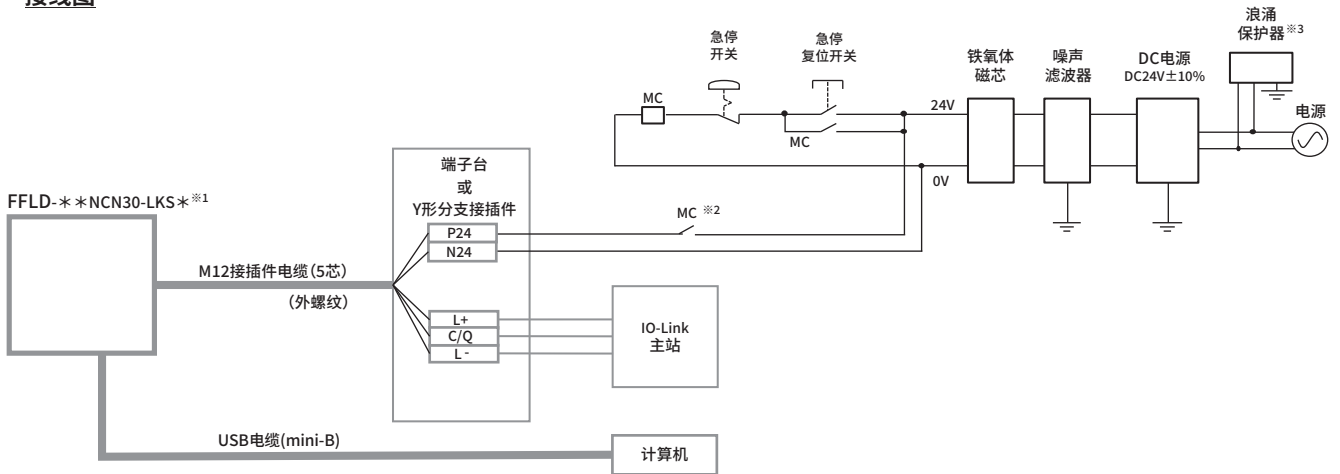 接线图
浪涌
保护器※3
急停
开关
急停
复位开关
铁氧体
磁芯
噪声
滤波器
DC电源
DC24V±10%
电源
MC
24V
MC
0V
端子台
或
Y形分支接插件
FFLD-＊＊NCN30-LKS＊※1
P24
MC ※2
N24
M12接插件电缆（5芯）
（外螺纹）
L+
C/Q
L -
IO-Link
主站
USB电缆(mini-B)
计算机